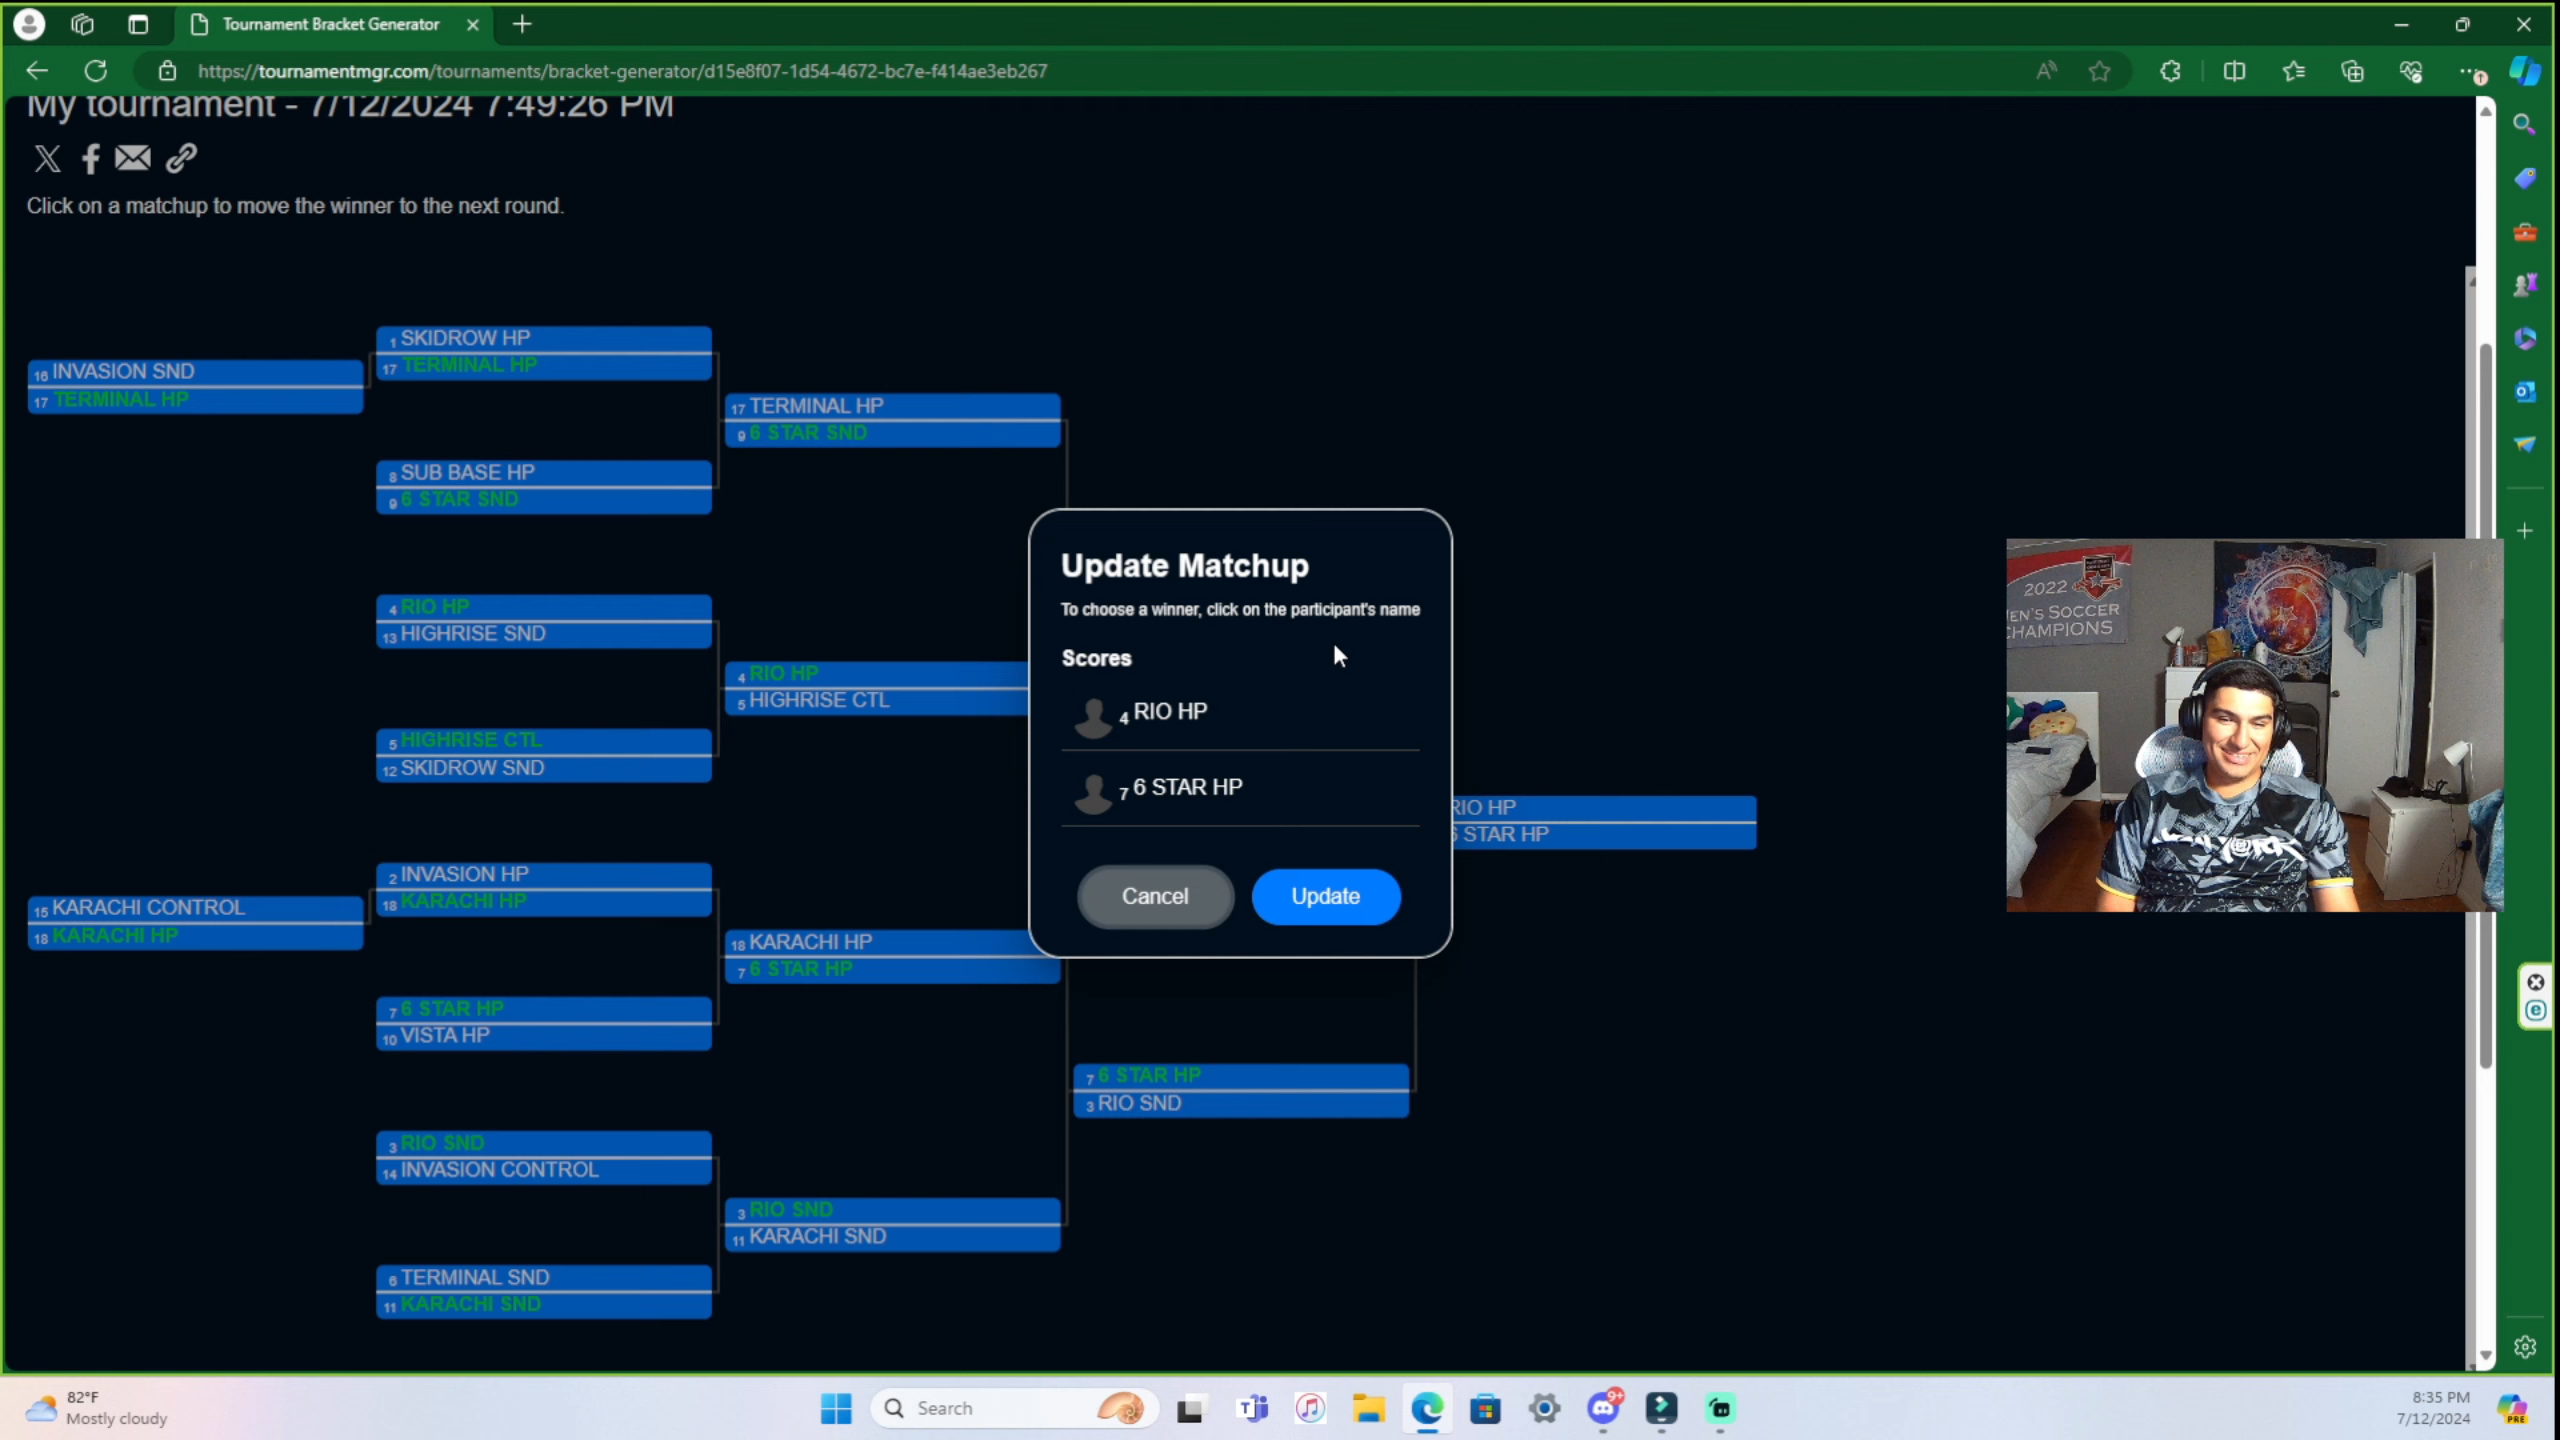 Tournament Bracket Generator
https://tournamentmgr.com/tournaments/bracket-generator/d15e8f07-1d54-4672-bc7e-f414ae3eb267
My tournament - 7/12/2024 7:49:26 PM
Click on a matchup to move the winner to the next round.
16 INVASION SND
17 TERMINAL HP
15 KARACHI CONTROL
18 KARACHI HP
1 SKIDROW HP
17 TERMINAL HP
8 SUB BASE HP
9 6 STAR SND
4 RIO HP
13 HIGHRISE SND
5 HIGHRISE CTL
12 SKIDROW SND
2 INVASION HP
18 KARACHI HP
7 6 STAR HP
10 VISTA HP
3 RIO SND
14 INVASION CONTROL
6 TERMINAL SND
11 KARACHI SND
17 TERMINAL HP
9 6 STAR SND
4 RIO HP
5 HIGHRISE CTL
18 KARACHI HP
7 6 STAR HP
3 RIO SND
11 KARACHI SND
Update Matchup
To choose a winner, click on the participant's name
Scores
4 RIO HP
7 6 STAR HP
Cancel
Update
7 6 STAR HP
3 RIO SND
RIO HP
6 STAR HP
2022
EN'S SOCCER
CHAMPIONS
82°F
Mostly cloudy
Search
9+
8:35 PM
7/12/2024
PRE